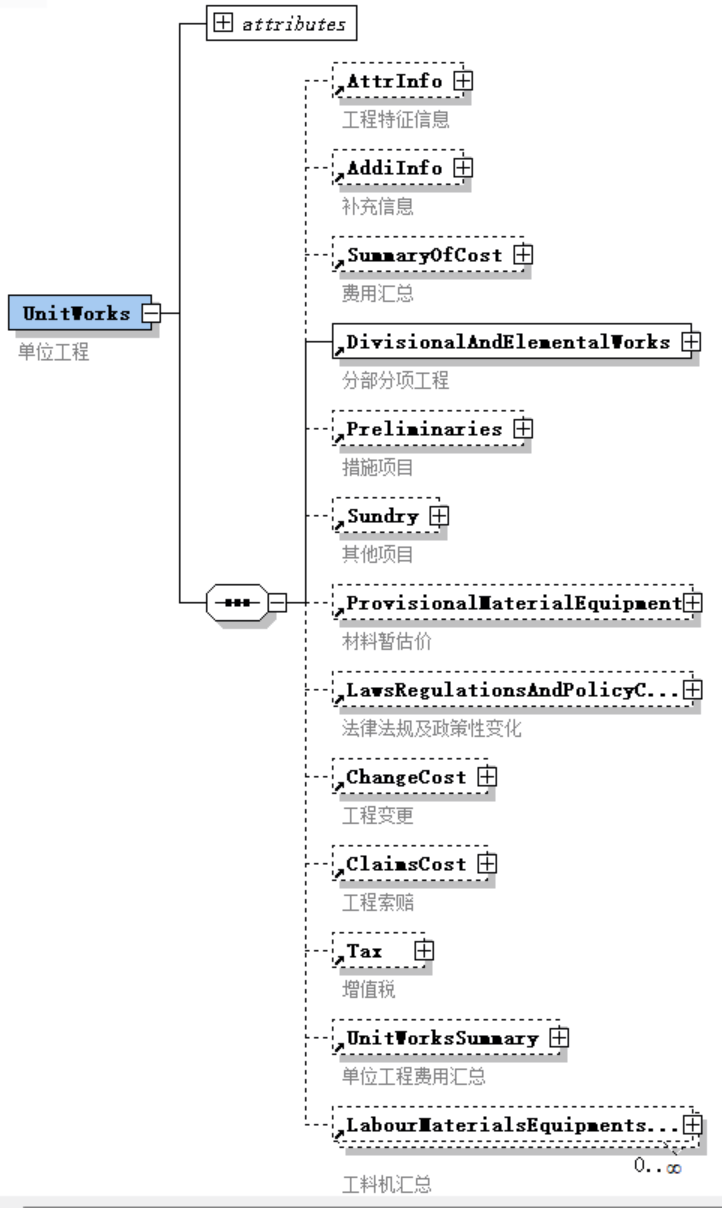 attributes
AttrInfo
工程特征信息
AddiInfo
补充信息
SummaryOfCost
费用汇总
UnitWorks
单位工程
DivisionalAndElementalWorks
分部分项工程
Preliminaries
措施项目
Sundry
其他项目
ProvisionalMaterialEquipment
材料暂估价
LawsRegulationsAndPolicyC...
法律法规及政策性变化
ChangeCost
工程变更
ClaimsCost
工程索赔
Tax
增值税
UnitWorksSummary
单位工程费用汇总
LabourMaterialsEquipments...
0..∞
工料机汇总